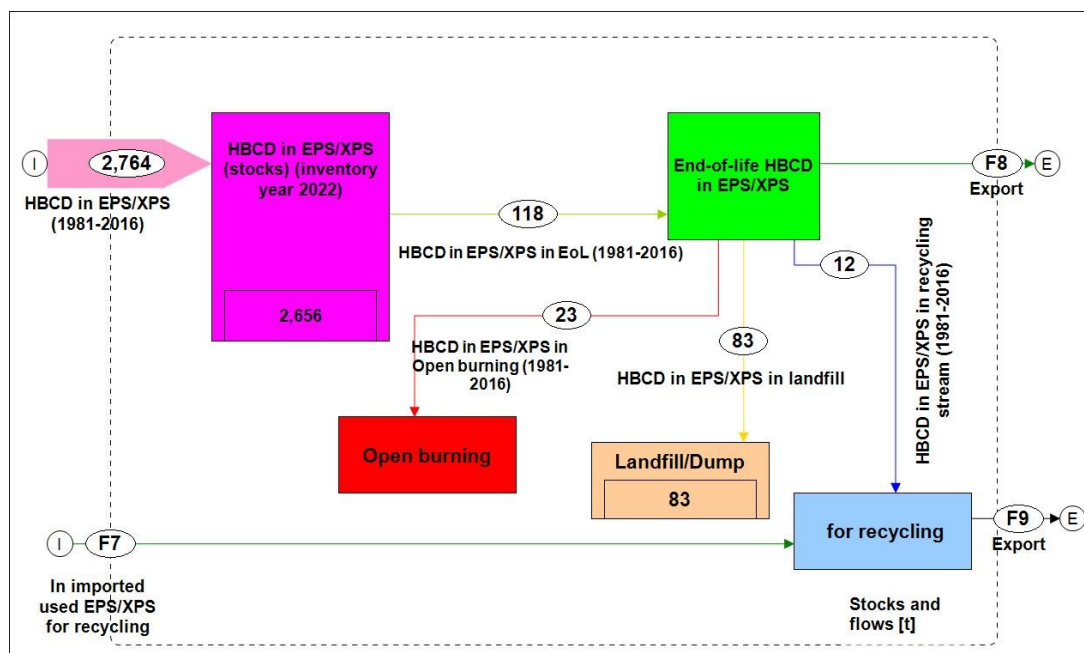 I
2,764
HBCD in EPS/XPS
(1981-2016)
HBCD in EPS/XPS
(stocks) (inventory
year 2022)
2,656
118
HBCD in EPS/XPS in EoL (1981-2016)
End-of-life HBCD
in EPS/XPS
F8
E
Export
12
HBCD in EPS/XPS in recycling
stream (1981-2016)
23
HBCD in EPS/XPS in
Open burning (1981-
2016)
83
HBCD in EPS/XPS in landfill
Open burning
Landfill/Dump
83
for recycling
F9
E
Export
I
F7
In imported
used EPS/XPS
for recycling
Stocks and
flows [t]